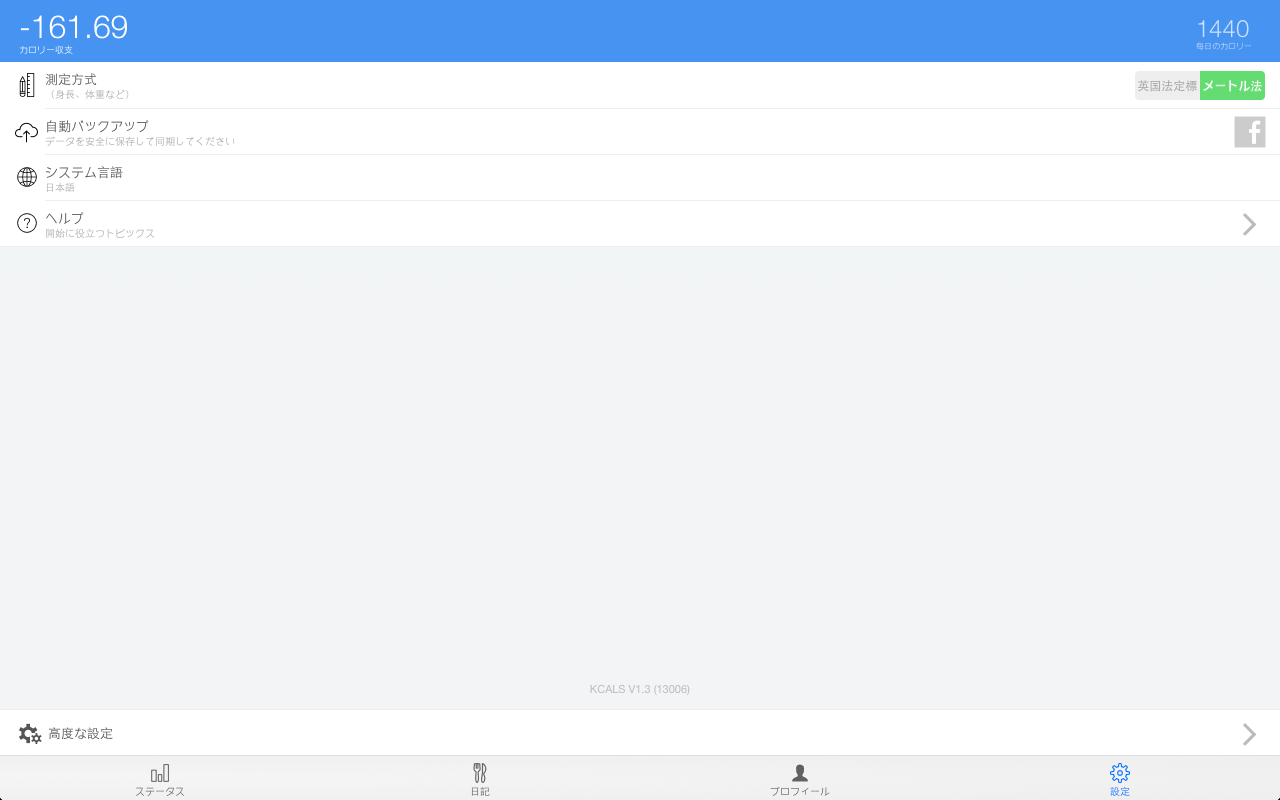 -161.69
カロリー収支
1440
毎日のカロリー
測定方式
（身長、体重など）
英国法定標
メートル法
自動バックアップ
データを安全に保存して同期してください
システム言語
日本語
ヘルプ
開始に役立つトピックス
KCALS V1.3 (13006)
高度な設定
ステータス
日記
プロフィール
設定